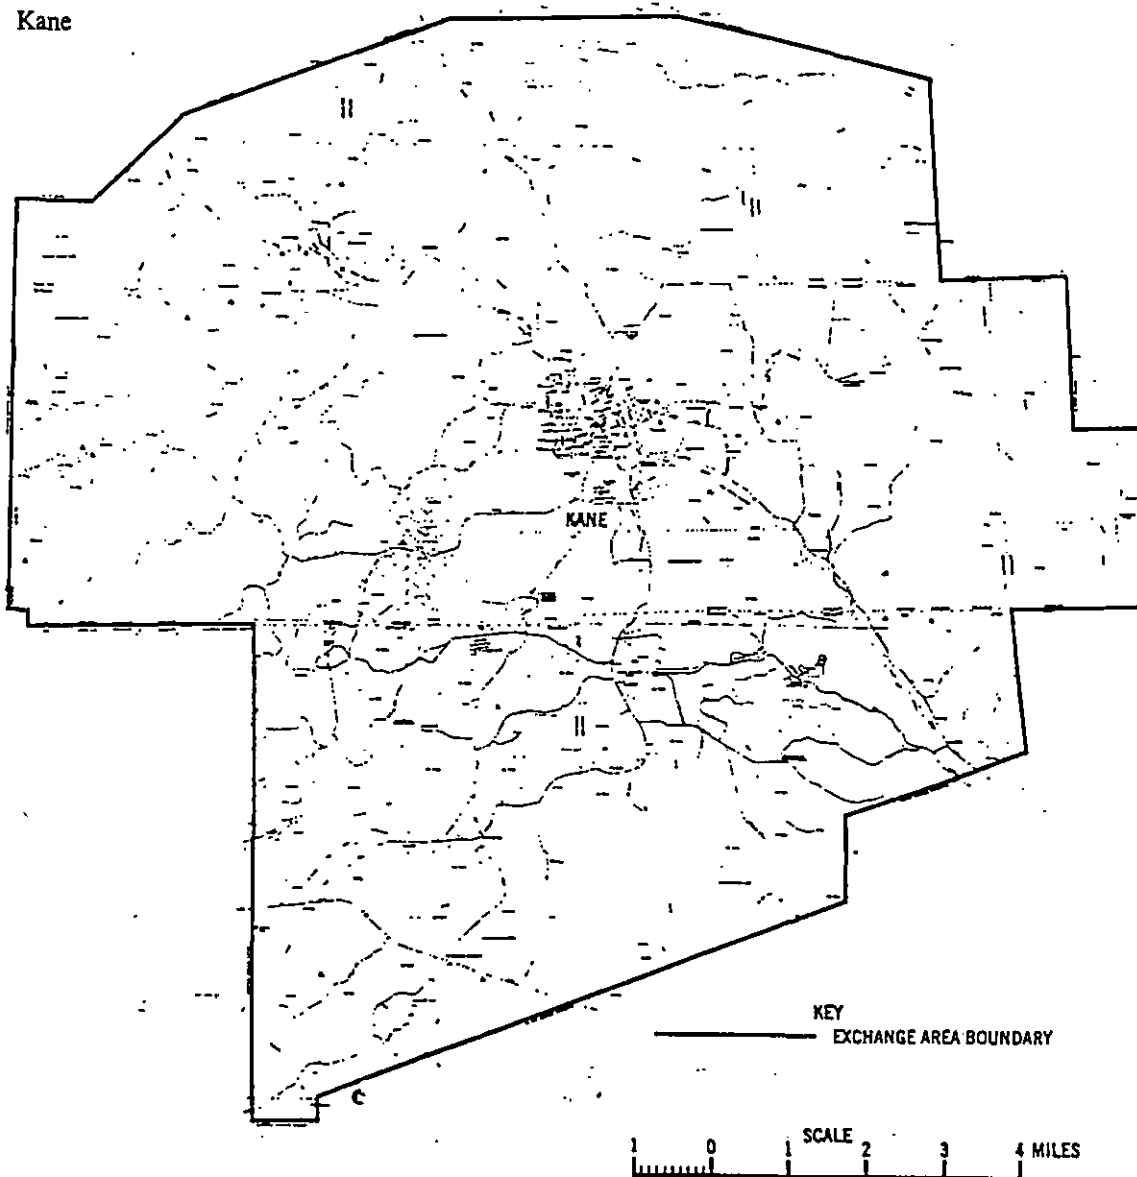 Kane
KANE
KEY
EXCHANGE AREA BOUNDARY
C
SCALE
1 0 1 2 3 4 MILES